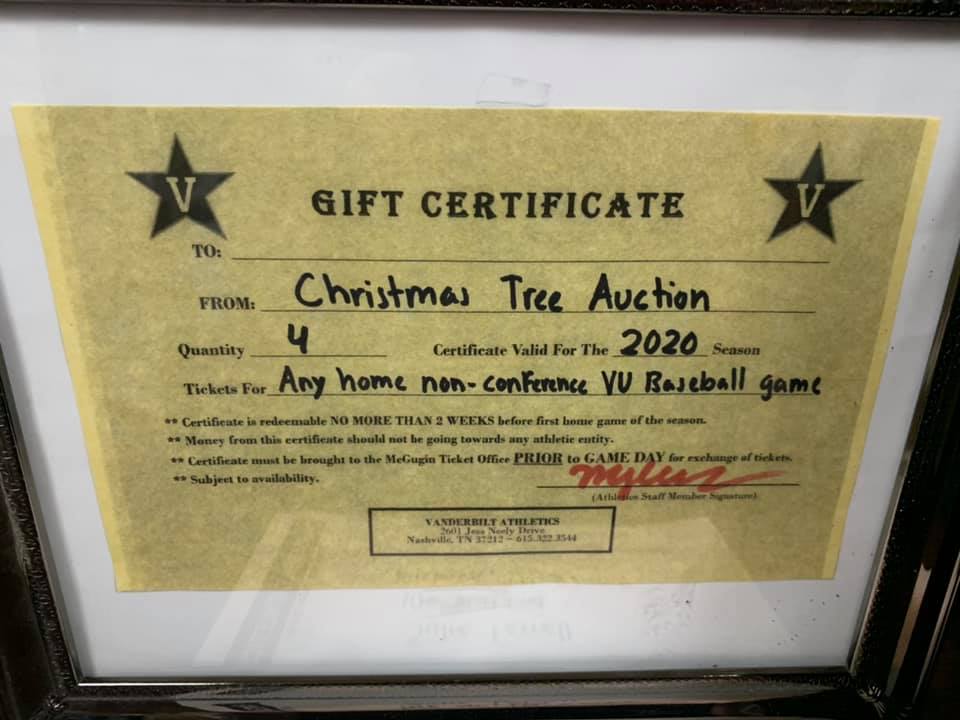 V V
GIFT CERTIFICATE
TO:
FROM: Christmas Tree Auction
Quantity 4 Certificate Valid For The 2020 Season
Tickets For Any home non-conference VU Baseball game
** Certificate is redeemable NO MORE THAN 2 WEEKS before first home game of the season.
** Money from this certificate should not be going towards any athletic entity.
** Certificate must be brought to the McGugin Ticket Office PRIOR to GAME DAY for exchange of tickets.
** Subject to availability.
(Athletics Staff Member Signature)
VANDERBILT ATHLETICS
2601 Jess Neely Drive
Nashville, TN 37212 ~ 615.322.3544